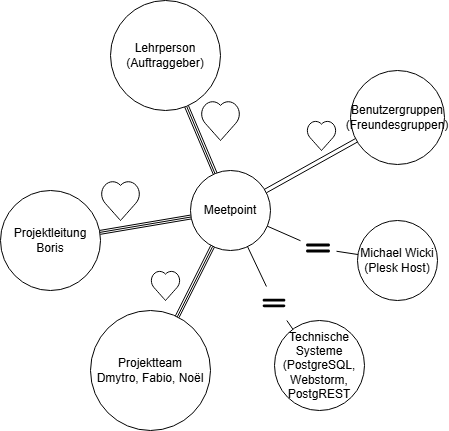 Lehrperson
(Auftraggeber)
Benutzergruppen
(Freundesgruppen)
Meetpoint
Projektleitung
Boris
Michael Wicki
(Plesk Host)
Projektteam
Dmytro, Fabio, Noël
Technische
Systeme
(PostgreSQL,
Webstorm,
PostgREST